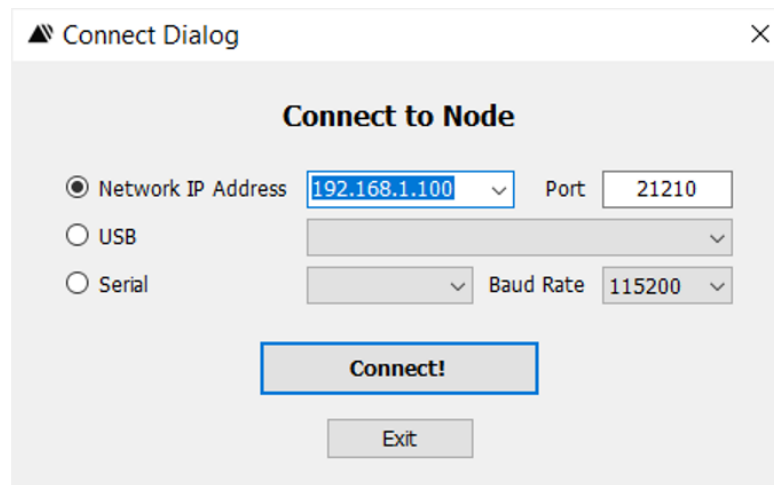 Connect Dialog
Connect to Node
Network IP Address 192.168.1.100 Port 21210
USB
Serial Baud Rate 115200
Connect!
Exit